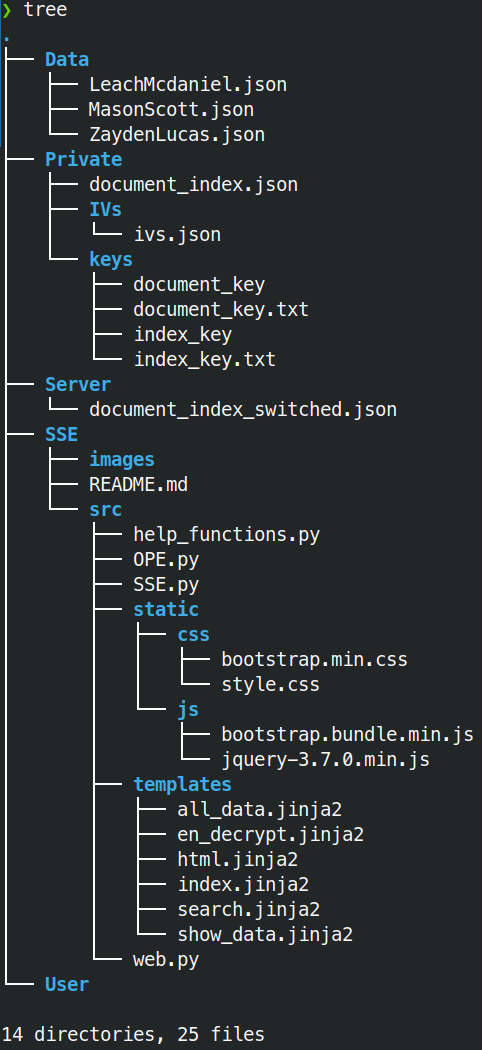 ❯ tree
.
├── Data
│   ├── LeachMcdaniel.json
│   ├── MasonScott.json
│   └── ZaydenLucas.json
├── Private
│   ├── document_index.json
│   ├── IVs
│   │   └── ivs.json
│   └── keys
│       ├── document_key
│       ├── document_key.txt
│       ├── index_key
│       └── index_key.txt
├── Server
│   └── document_index_switched.json
├── SSE
│   ├── images
│   ├── README.md
│   └── src
│       ├── help_functions.py
│       ├── OPE.py
│       ├── SSE.py
│       ├── static
│       │   ├── css
│       │   │   ├── bootstrap.min.css
│       │   │   └── style.css
│       │   └── js
│       │       ├── bootstrap.bundle.min.js
│       │       └── jquery-3.7.0.min.js
│       ├── templates
│       │   ├── all_data.jinja2
│       │   ├── en_decrypt.jinja2
│       │   ├── html.jinja2
│       │   ├── index.jinja2
│       │   ├── search.jinja2
│       │   └── show_data.jinja2
│       └── web.py
└── User

14 directories, 25 files